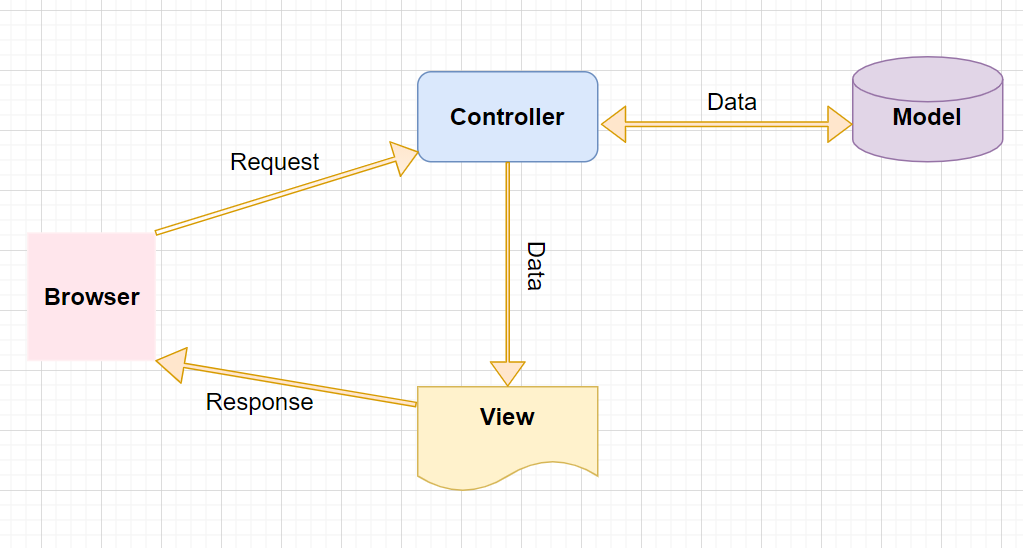 Controller
Data
Model
Request
Data
Browser
Response
View